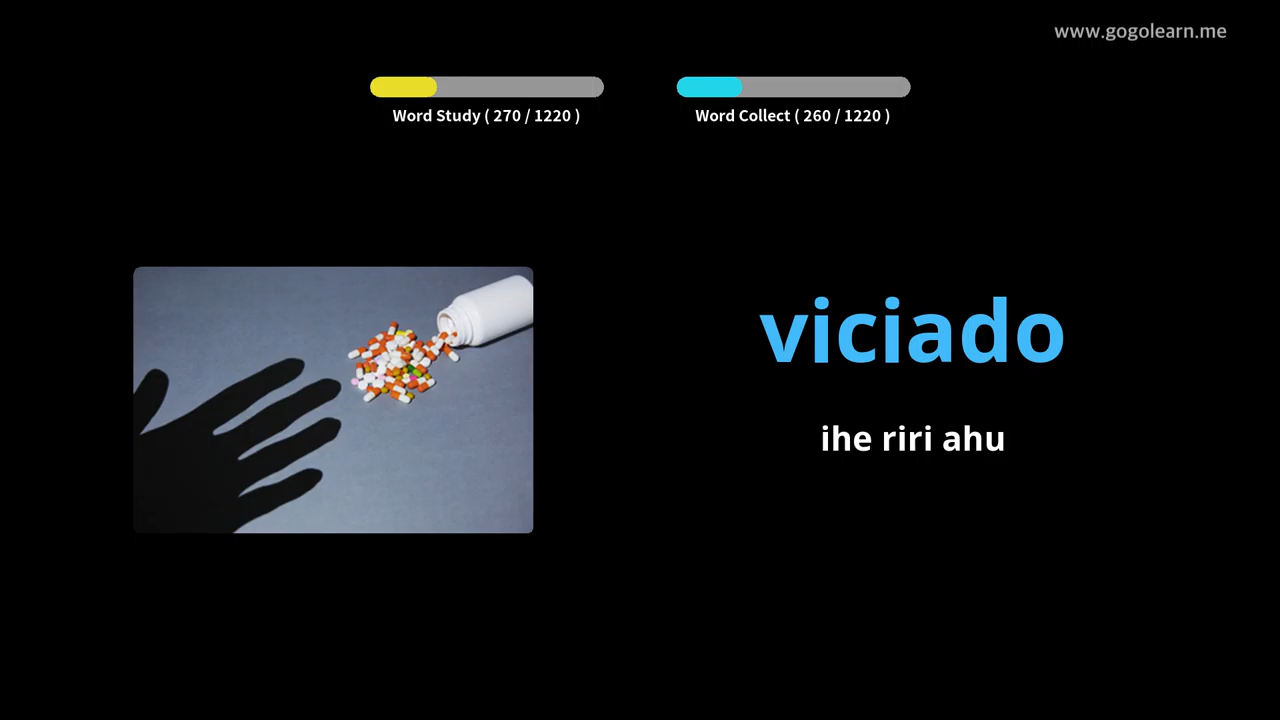 www.gogolearn.me
Word Study ( 270 / 1220 )
Word Collect ( 260 / 1220 )
viciado
ihe riri ahu